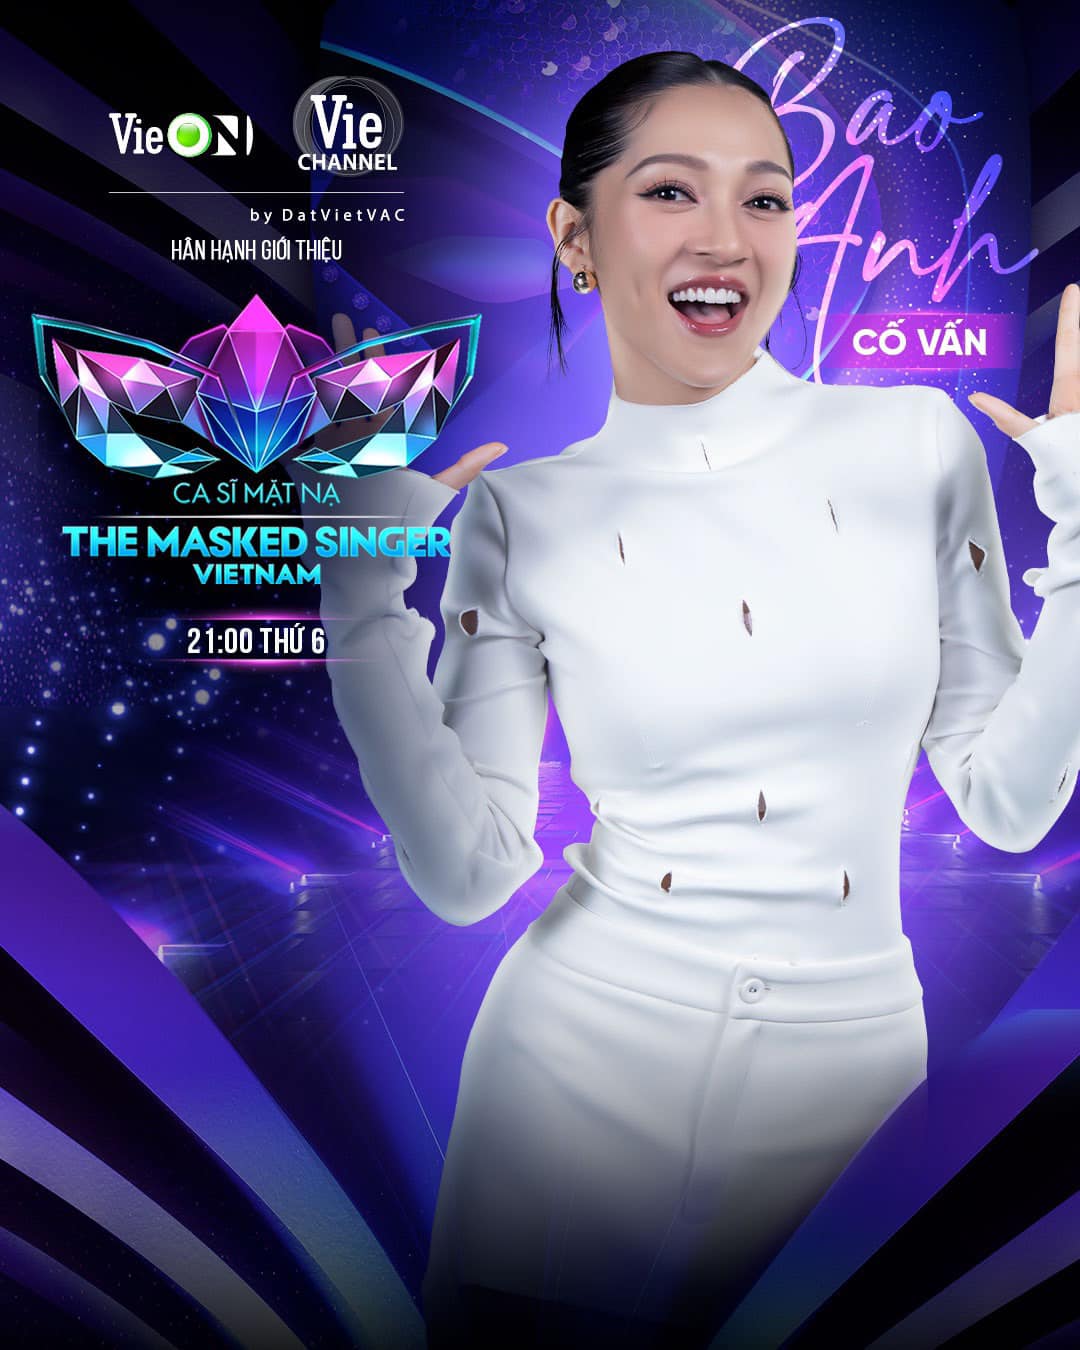 VieON
Vie
CHANNEL
by DatVietVAC
HÂN HẠNH GIỚI THIỆU
CA SĨ MẶT NẠ
THE MASKED SINGER
VIETNAM
21:00 THỨ 6
Bao
Anh
CỐ VẤN